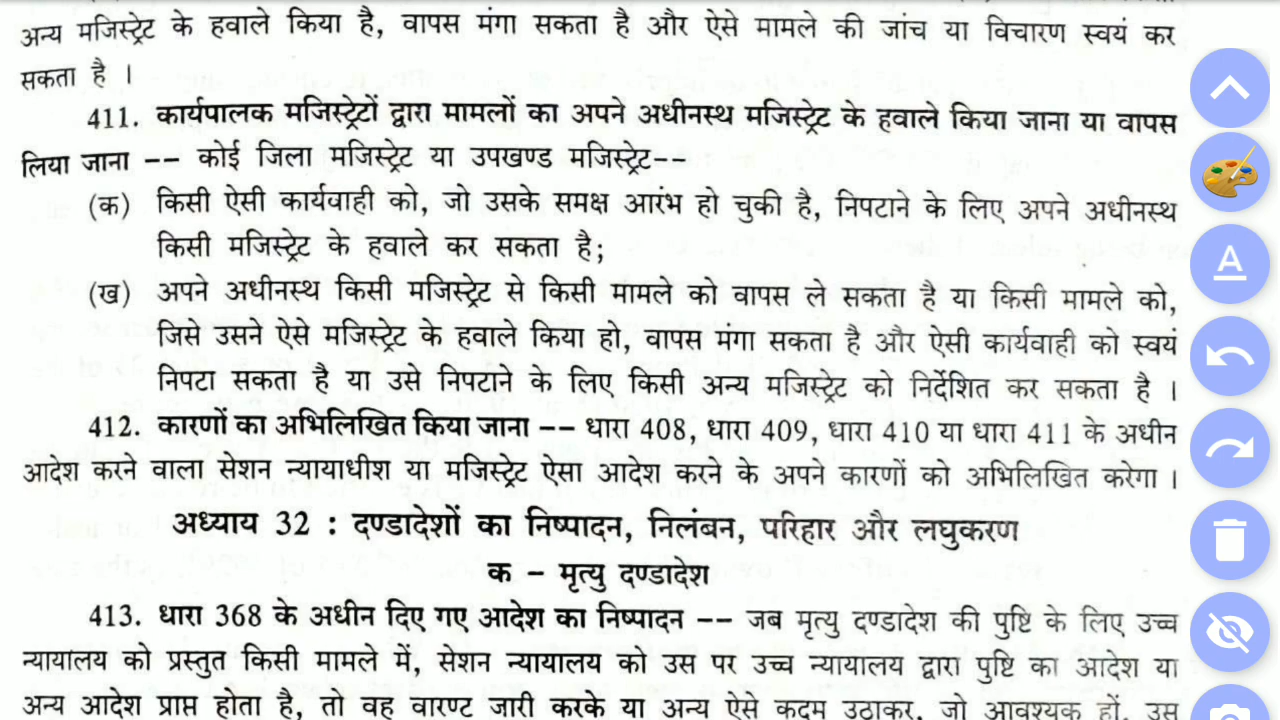 अन्य मजिस्ट्रेट के हवाले किया है, वापस मंगा सकता है और ऐसे मामले की जांच या विचारण स्वयं कर
सकता है ।
411. कार्यपालक मजिस्ट्रेटों द्वारा मामलों का अपने अधीनस्थ मजिस्ट्रेट के हवाले किया जाना या वापस
लिया जाना -- कोई जिला मजिस्ट्रेट या उपखण्ड मजिस्ट्रेट--
(क) किसी ऐसी कार्यवाही को, जो उसके समक्ष आरंभ हो चुकी है, निपटाने के लिए अपने अधीनस्थ
किसी मजिस्ट्रेट के हवाले कर सकता है;
(ख) अपने अधीनस्थ किसी मजिस्ट्रेट से किसी मामले को वापस ले सकता है या किसी मामले को,
जिसे उसने ऐसे मजिस्ट्रेट के हवाले किया हो, वापस मंगा सकता है और ऐसी कार्यवाही को स्वयं
निपटा सकता है या उसे निपटाने के लिए किसी अन्य मजिस्ट्रेट को निर्देशित कर सकता है ।
412. कारणों का अभिलिखित किया जाना -- धारा 408, धारा 409, धारा 410 या धारा 411 के अधीन
आदेश करने वाला सेशन न्यायाधीश या मजिस्ट्रेट ऐसा आदेश करने के अपने कारणों को अभिलिखित करेगा ।
अध्याय 32 : दण्डादेशों का निष्पादन, निलंबन, परिहार और लघुकरण
क - मृत्यु दण्डादेश
413. धारा 368 के अधीन दिए गए आदेश का निष्पादन -- जब मृत्यु दण्डादेश की पुष्टि के लिए उच्च
न्यायालय को प्रस्तुत किसी मामले में, सेशन न्यायालय को उस पर उच्च न्यायालय द्वारा पुष्टि का आदेश या
अन्य आदेश प्राप्त होता है, तो वह वारण्ट जारी करके या अन्य ऐसे कदम उठाकर, जो आवश्यक हों, उस
A